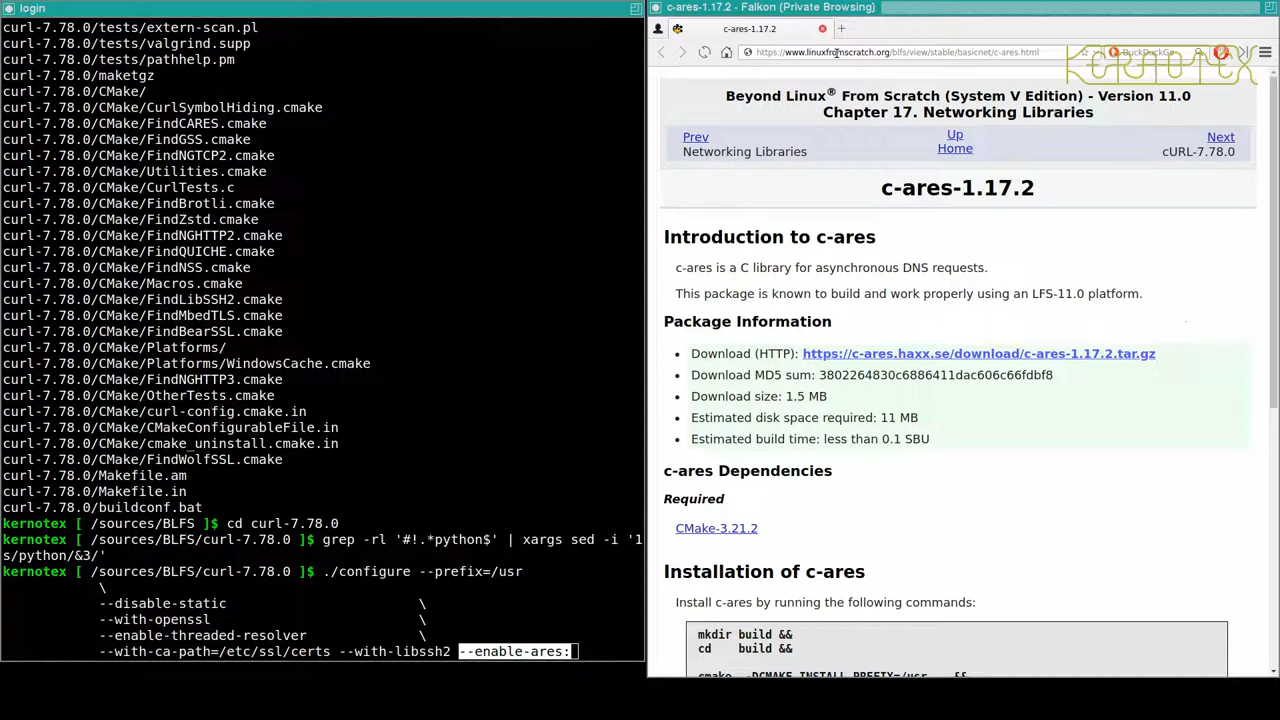 login
curl-7.78.0/tests/extern-scan.pl
curl-7.78.0/tests/valgrind.supp
curl-7.78.0/tests/pathhelp.pm
curl-7.78.0/maketgz
curl-7.78.0/CMake/
curl-7.78.0/CMake/CurlSymbolHiding.cmake
curl-7.78.0/CMake/FindCARES.cmake
curl-7.78.0/CMake/FindGSS.cmake
curl-7.78.0/CMake/FindNGTCP2.cmake
curl-7.78.0/CMake/Utilities.cmake
curl-7.78.0/CMake/CurlTests.c
curl-7.78.0/CMake/FindBrotli.cmake
curl-7.78.0/CMake/FindZstd.cmake
curl-7.78.0/CMake/FindNGHTTP2.cmake
curl-7.78.0/CMake/FindQUICHE.cmake
curl-7.78.0/CMake/FindNSS.cmake
curl-7.78.0/CMake/Macros.cmake
curl-7.78.0/CMake/FindLibSSH2.cmake
curl-7.78.0/CMake/FindMbedTLS.cmake
curl-7.78.0/CMake/FindBearSSL.cmake
curl-7.78.0/CMake/Platforms/
curl-7.78.0/CMake/Platforms/WindowsCache.cmake
curl-7.78.0/CMake/FindNGHTTP3.cmake
curl-7.78.0/CMake/OtherTests.cmake
curl-7.78.0/CMake/curl-config.cmake.in
curl-7.78.0/CMake/CMakeConfigurableFile.in
curl-7.78.0/CMake/cmake_uninstall.cmake.in
curl-7.78.0/CMake/FindWolfSSL.cmake
curl-7.78.0/Makefile.am
curl-7.78.0/Makefile.in
curl-7.78.0/buildconf.bat
kernotex [ /sources/BLFS ]$ cd curl-7.78.0
kernotex [ /sources/BLFS/curl-7.78.0 ]$ grep -rl '#!.*python$' | xargs sed -i '1
s/python/&3/'
kernotex [ /sources/BLFS/curl-7.78.0 ]$ ./configure --prefix=/usr
\
--disable-static \
--with-openssl \
--enable-threaded-resolver \
--with-ca-path=/etc/ssl/certs --with-libssh2 --enable-ares:
c-ares-1.17.2 - Falkon (Private Browsing)
c-ares-1.17.2
https://www.linuxfromscratch.org/blfs/view/stable/basicnet/c-ares.html
DuckDuckGo
KERNOTEX
Beyond Linux® From Scratch (System V Edition) - Version 11.0
Chapter 17. Networking Libraries
Prev Up Next
Networking Libraries Home cURL-7.78.0
c-ares-1.17.2
Introduction to c-ares
c-ares is a C library for asynchronous DNS requests.
This package is known to build and work properly using an LFS-11.0 platform.
Package Information
Download (HTTP): https://c-ares.haxx.se/download/c-ares-1.17.2.tar.gz
Download MD5 sum: 3802264830c6886411dac606c66fdbf8
Download size: 1.5 MB
Estimated disk space required: 11 MB
Estimated build time: less than 0.1 SBU
c-ares Dependencies
Required
CMake-3.21.2
Installation of c-ares
Install c-ares by running the following commands:
mkdir build &&
cd build &&
cmake -DCMAKE_INSTALL_PREFIX=/usr &&